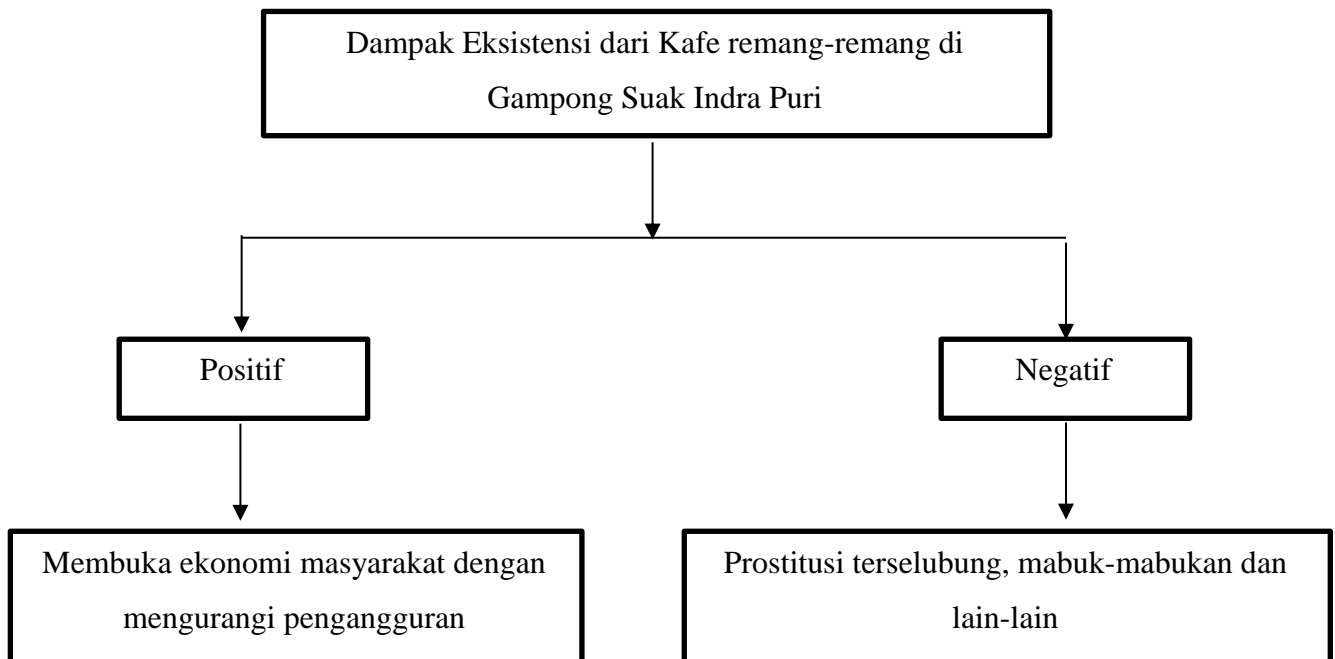 Dampak Eksistensi dari Kafe remang-remang di
Gampong Suak Indra Puri
Positif
Negatif
Membuka ekonomi masyarakat dengan
mengurangi pengangguran
Prostitusi terselubung, mabuk-mabukan dan
lain-lain